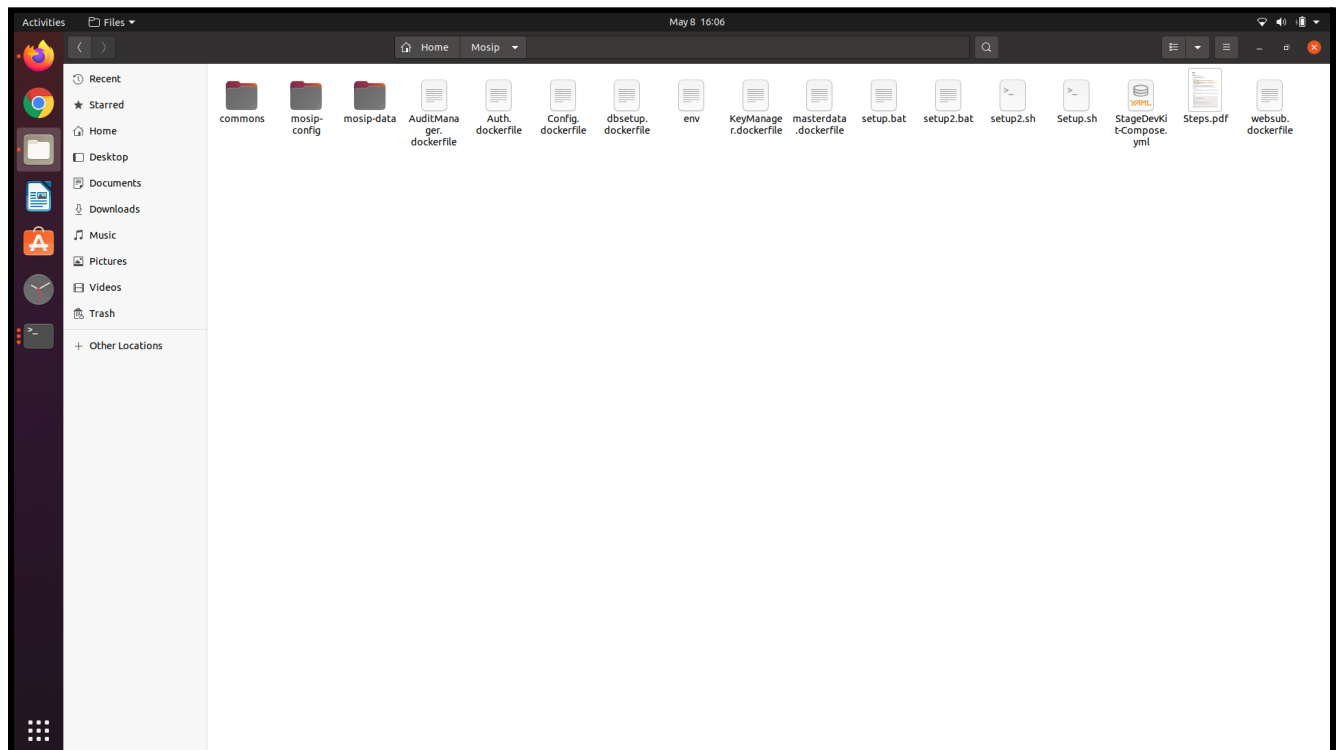 Activities Files May 8 16:06
Home Mosip
Recent
Starred
Home
Desktop
Documents
Downloads
Music
Pictures
Videos
Trash
Other Locations
commons
mosip-
config
mosip-data
AuditMana
ger.
dockerfile
Auth.
dockerfile
Config.
dockerfile
dbsetup.
dockerfile
env
KeyManage
r.dockerfile
masterdata
.dockerfile
setup.bat
setup2.bat
setup2.sh
Setup.sh
YAML
StageDevKi
t-Compose.
yml
Steps.pdf
websub.
dockerfile